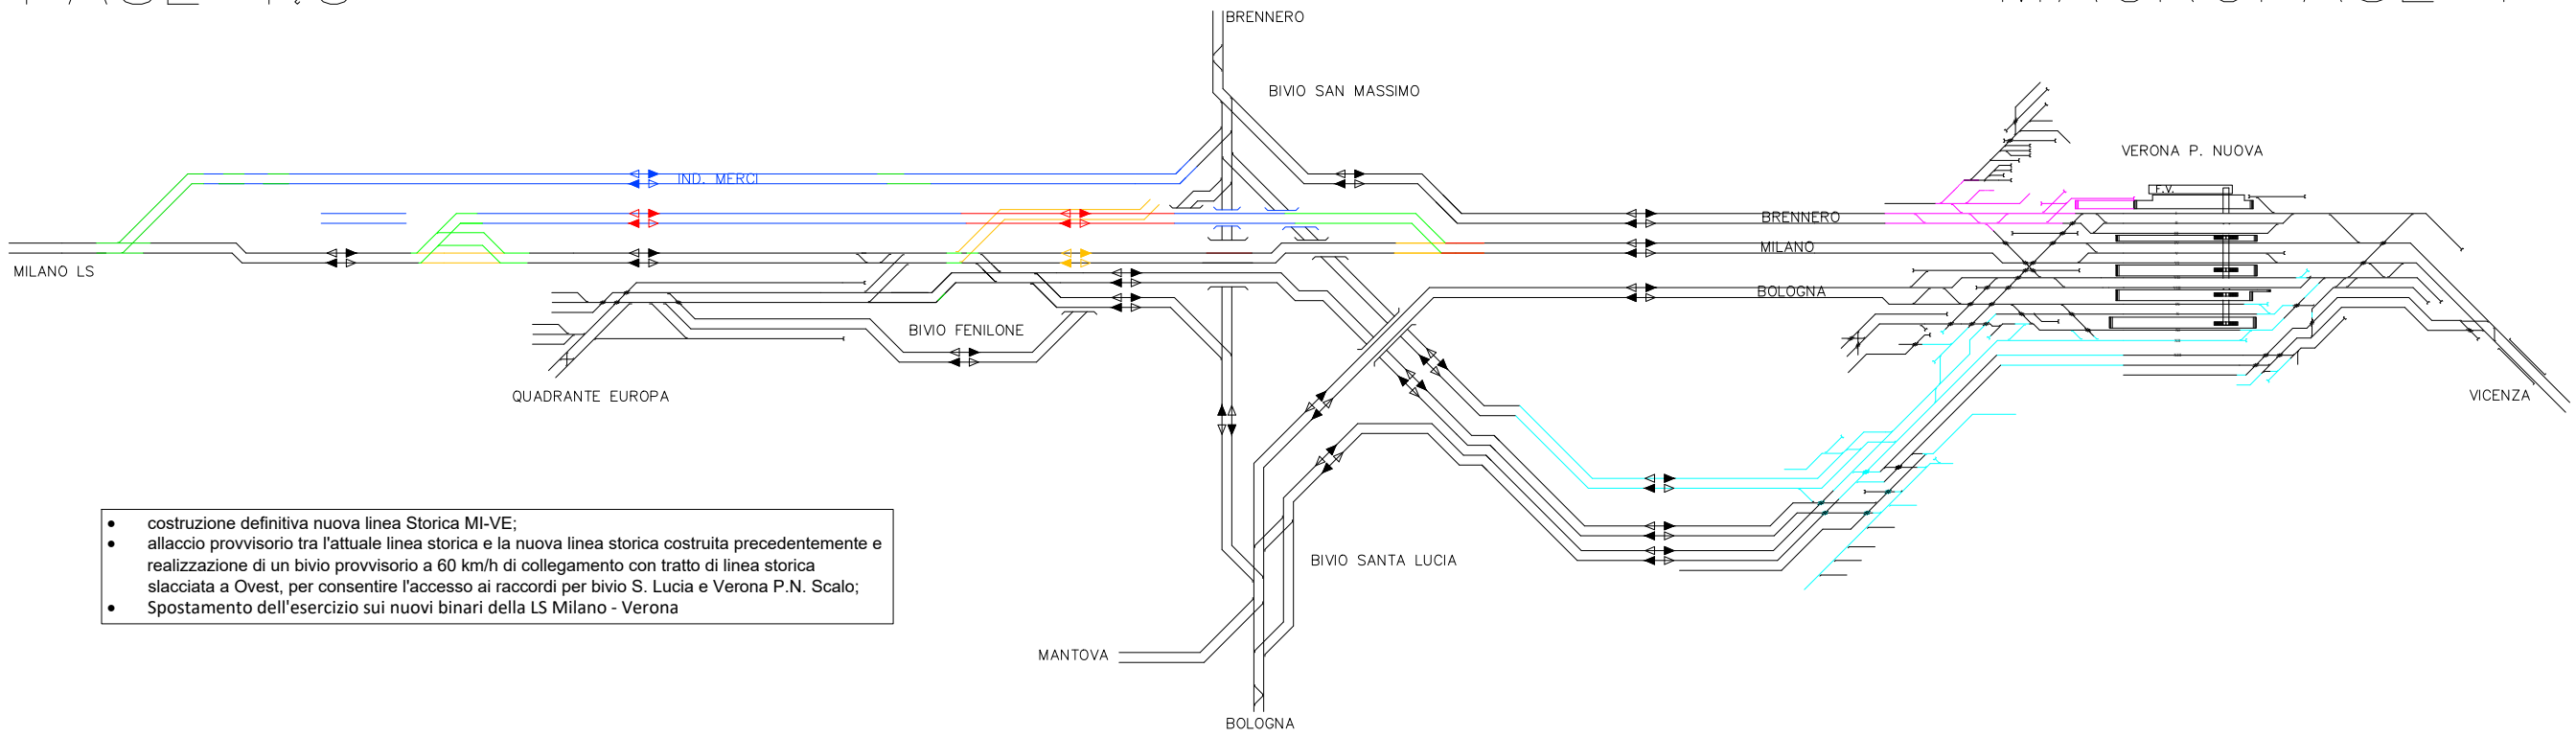 BRENNERO
BIVIO SAN MASSIMO
VERONA P. NUOVA
IND. MERCI
F.V.
BRENNERO
MILANO
MILANO LS
BOLOGNA
BIVIO FENILONE
QUADRANTE EUROPA
VICENZA
• costruzione definitiva nuova linea Storica MI-VE;
• allaccio provvisorio tra l'attuale linea storica e la nuova linea storica costruita precedentemente e
realizzazione di un bivio provvisorio a 60 km/h di collegamento con tratto di linea storica
slacciata a Ovest, per consentire l'accesso ai raccordi per bivio S. Lucia e Verona P.N. Scalo;
• Spostamento dell'esercizio sui nuovi binari della LS Milano - Verona
BIVIO SANTA LUCIA
MANTOVA
BOLOGNA